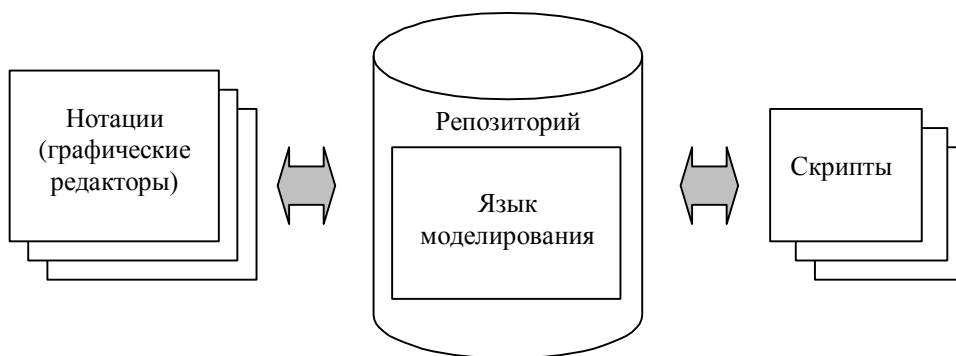 Нотации
(графические
редакторы)
Репозиторий
Язык
моделирования
Скрипты